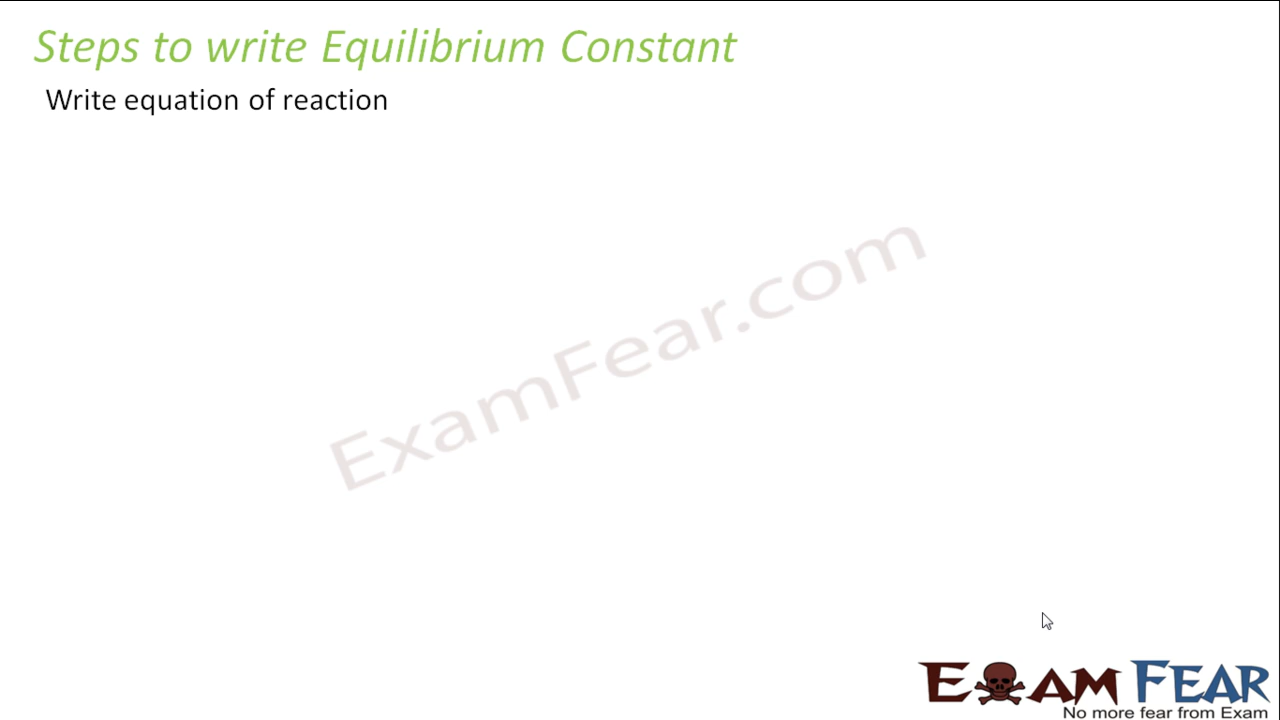 Steps to write Equilibrium Constant
Write equation of reaction
ExamFear.com
EXAM FEAR
No more fear from Exam